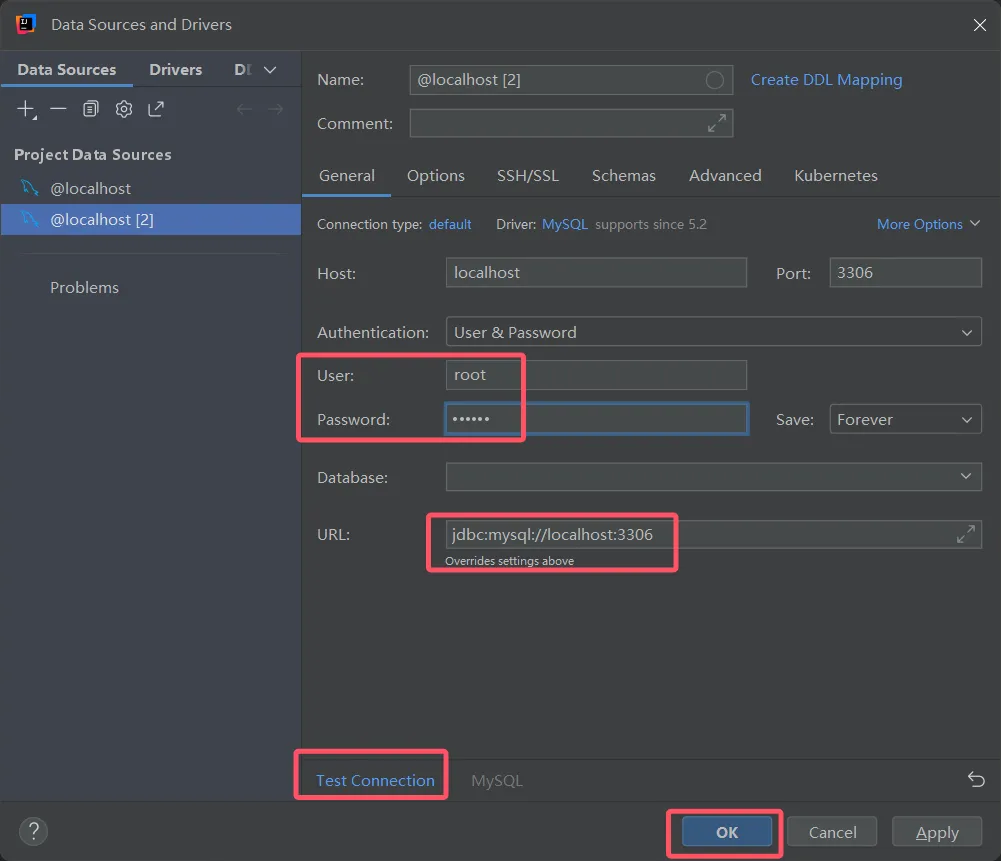 Data Sources and Drivers
Data Sources Drivers
Project Data Sources
@localhost
@localhost [2]
Problems
Name: @localhost [2] Create DDL Mapping
Comment:
General Options SSH/SSL Schemas Advanced Kubernetes
Connection type: default Driver: MySQL supports since 5.2 More Options
Host: localhost Port: 3306
Authentication: User & Password
User: root
Password: •••••• Save: Forever
Database:
URL: jdbc:mysql://localhost:3306
Overrides settings above
Test Connection MySQL
? OK Cancel Apply